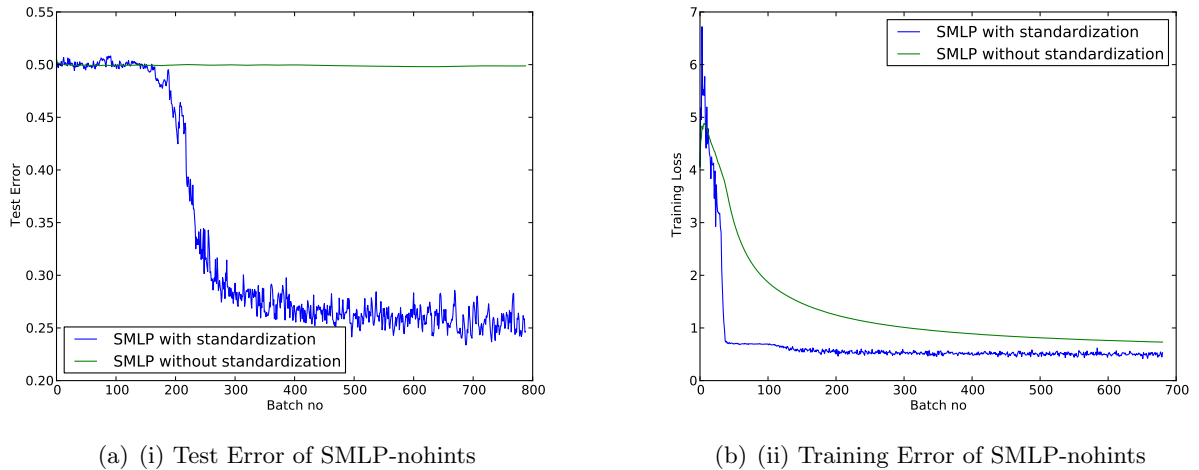 0.55
0.50
0.45
0.40
0.35
0.30
0.25
0.20
Test Error
SMLP with standardization
SMLP without standardization
0 100 200 300 400 500 600 700 800
Batch no
(a) (i) Test Error of SMLP-nohints
7
6
5
4
3
2
1
0
Training Loss
SMLP with standardization
SMLP without standardization
0 100 200 300 400 500 600 700
Batch no
(b) (ii) Training Error of SMLP-nohints